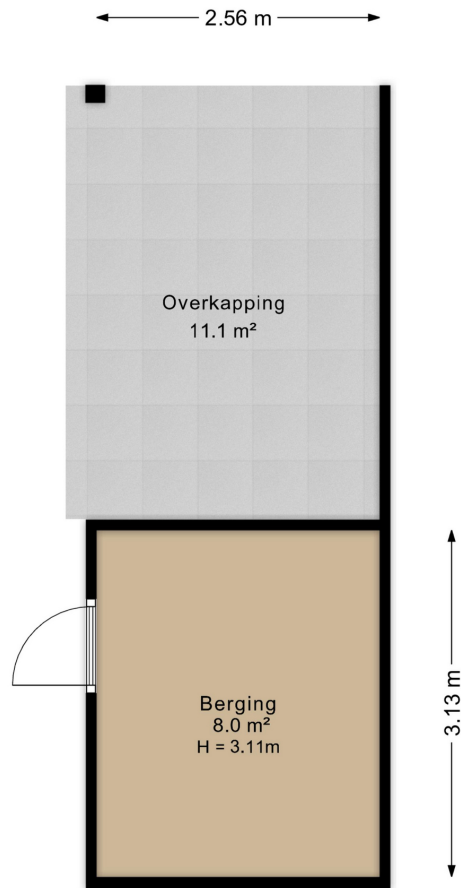 2.56 m
Overkapping
11.1 m²
Berging
8.0 m²
H = 3.11m
3.13 m